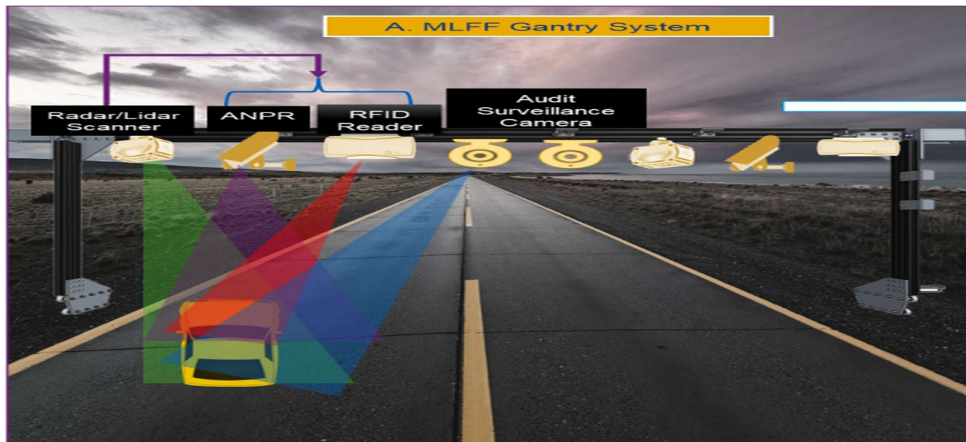 A. MLFF Gantry System
Radar/Lidar
Scanner
ANPR
RFID
Reader
Audit
Surveillance
Camera